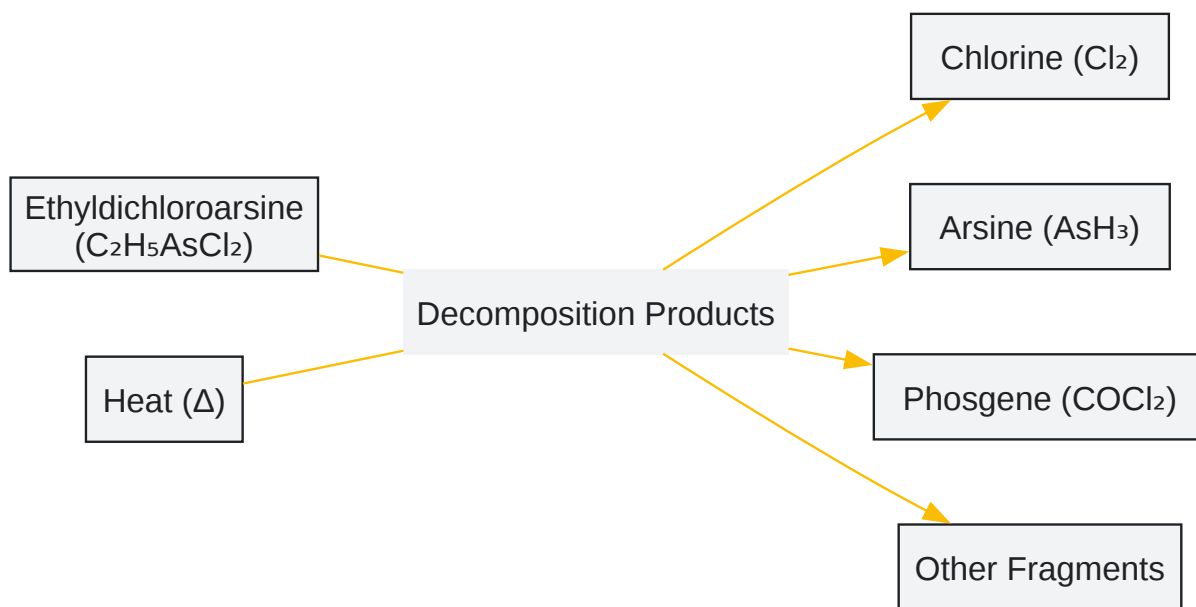 Ethyldichloroarsine
(C₂H₅AsCl₂)
Heat (Δ)
Decomposition Products
Chlorine (Cl₂)
Arsine (AsH₃)
Phosgene (COCl₂)
Other Fragments